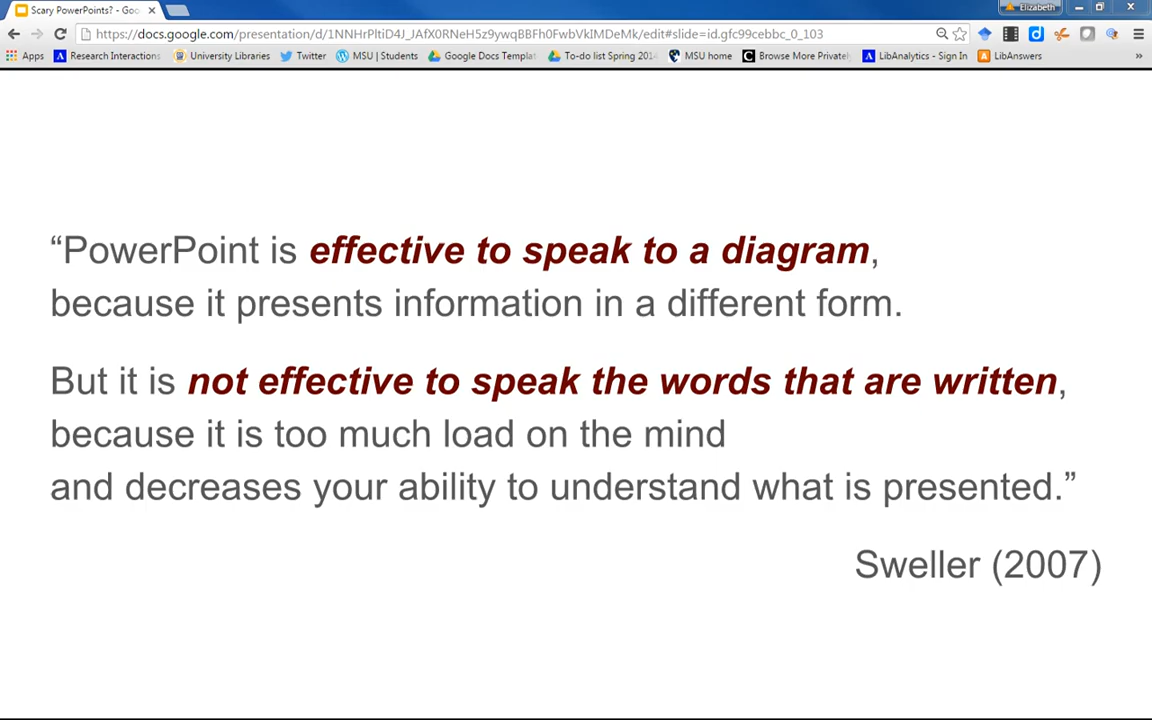 Scary PowerPoints? - Goo
Elizabeth
https://docs.google.com/presentation/d/1NNHrPltiD4J_JAfX0RNeH5z9ywqBBFh0FwbVkIMDeMk/edit#slide=id.gfc99cebbc_0_103
Apps Research Interactions University Libraries Twitter MSU | Students Google Docs Templat To-do list Spring 201 MSU home Browse More Privat LibAnalytics - Sign In LibAnswers »
“PowerPoint is effective to speak to a diagram,
because it presents information in a different form.
But it is not effective to speak the words that are written,
because it is too much load on the mind
and decreases your ability to understand what is presented.”
Sweller (2007)